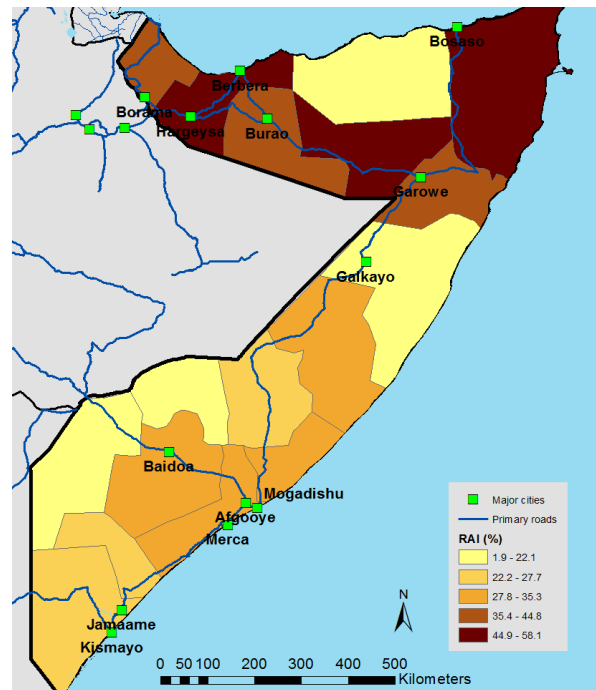 Bosaso
Berbera
Borama
Hargeysa
Burao
Garowe
Galkayo
Baidoa
Mogadishu
Afgooye
Merca
Jamaame
Kismayo
Major cities
Primary roads
RAI (%)
1.9 - 22.1
22.2 - 27.7
27.8 - 35.3
35.4 - 44.8
44.9 - 58.1
N
0 50 100 200 300 400 500
Kilometers